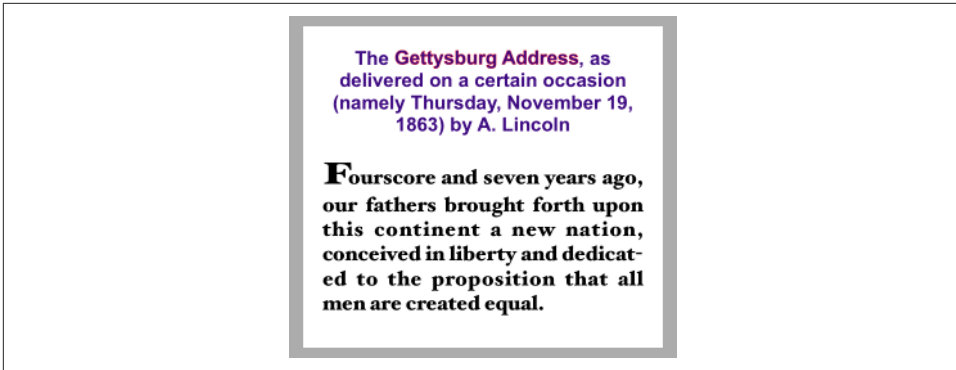 The Gettysburg Address, as
delivered on a certain occasion
(namely Thursday, November 19,
1863) by A. Lincoln
Fourscore and seven years ago,
our fathers brought forth upon
this continent a new nation,
conceived in liberty and dedicat-
ed to the proposition that all
men are created equal.